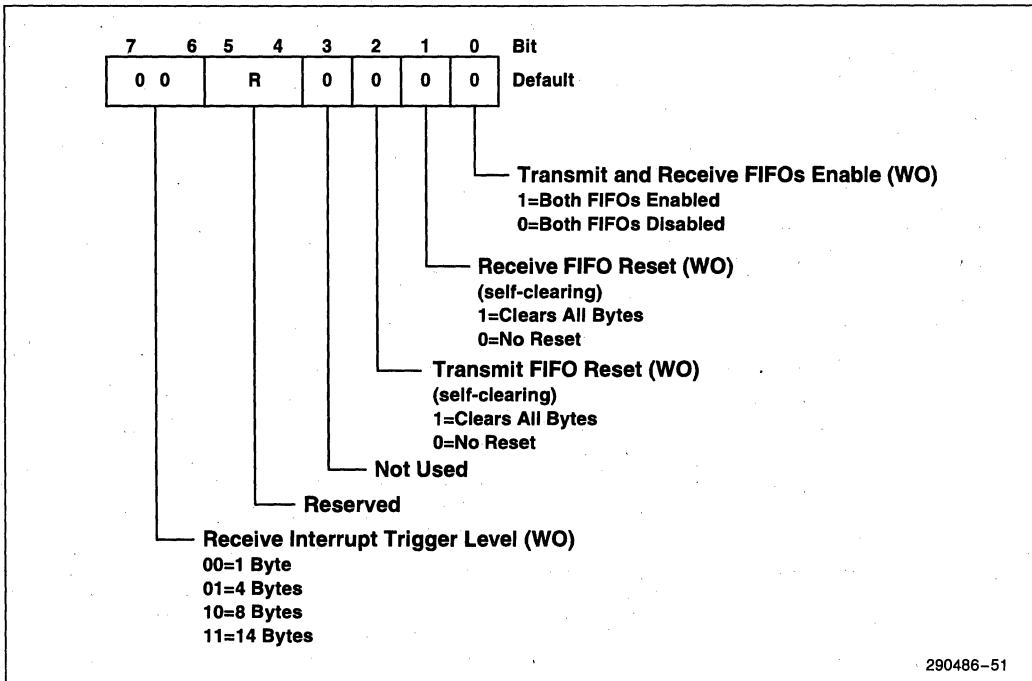 7 6 5 4 3 2 1 0 Bit
0 0 R 0 0 0 0 Default
Transmit and Receive FIFOs Enable (WO)
1=Both FIFOs Enabled
0=Both FIFOs Disabled
Receive FIFO Reset (WO)
(self-clearing)
1=Clears All Bytes
0=No Reset
Transmit FIFO Reset (WO)
(self-clearing)
1=Clears All Bytes
0=No Reset
Not Used
Reserved
Receive Interrupt Trigger Level (WO)
00=1 Byte
01=4 Bytes
10=8 Bytes
11=14 Bytes
290486-51